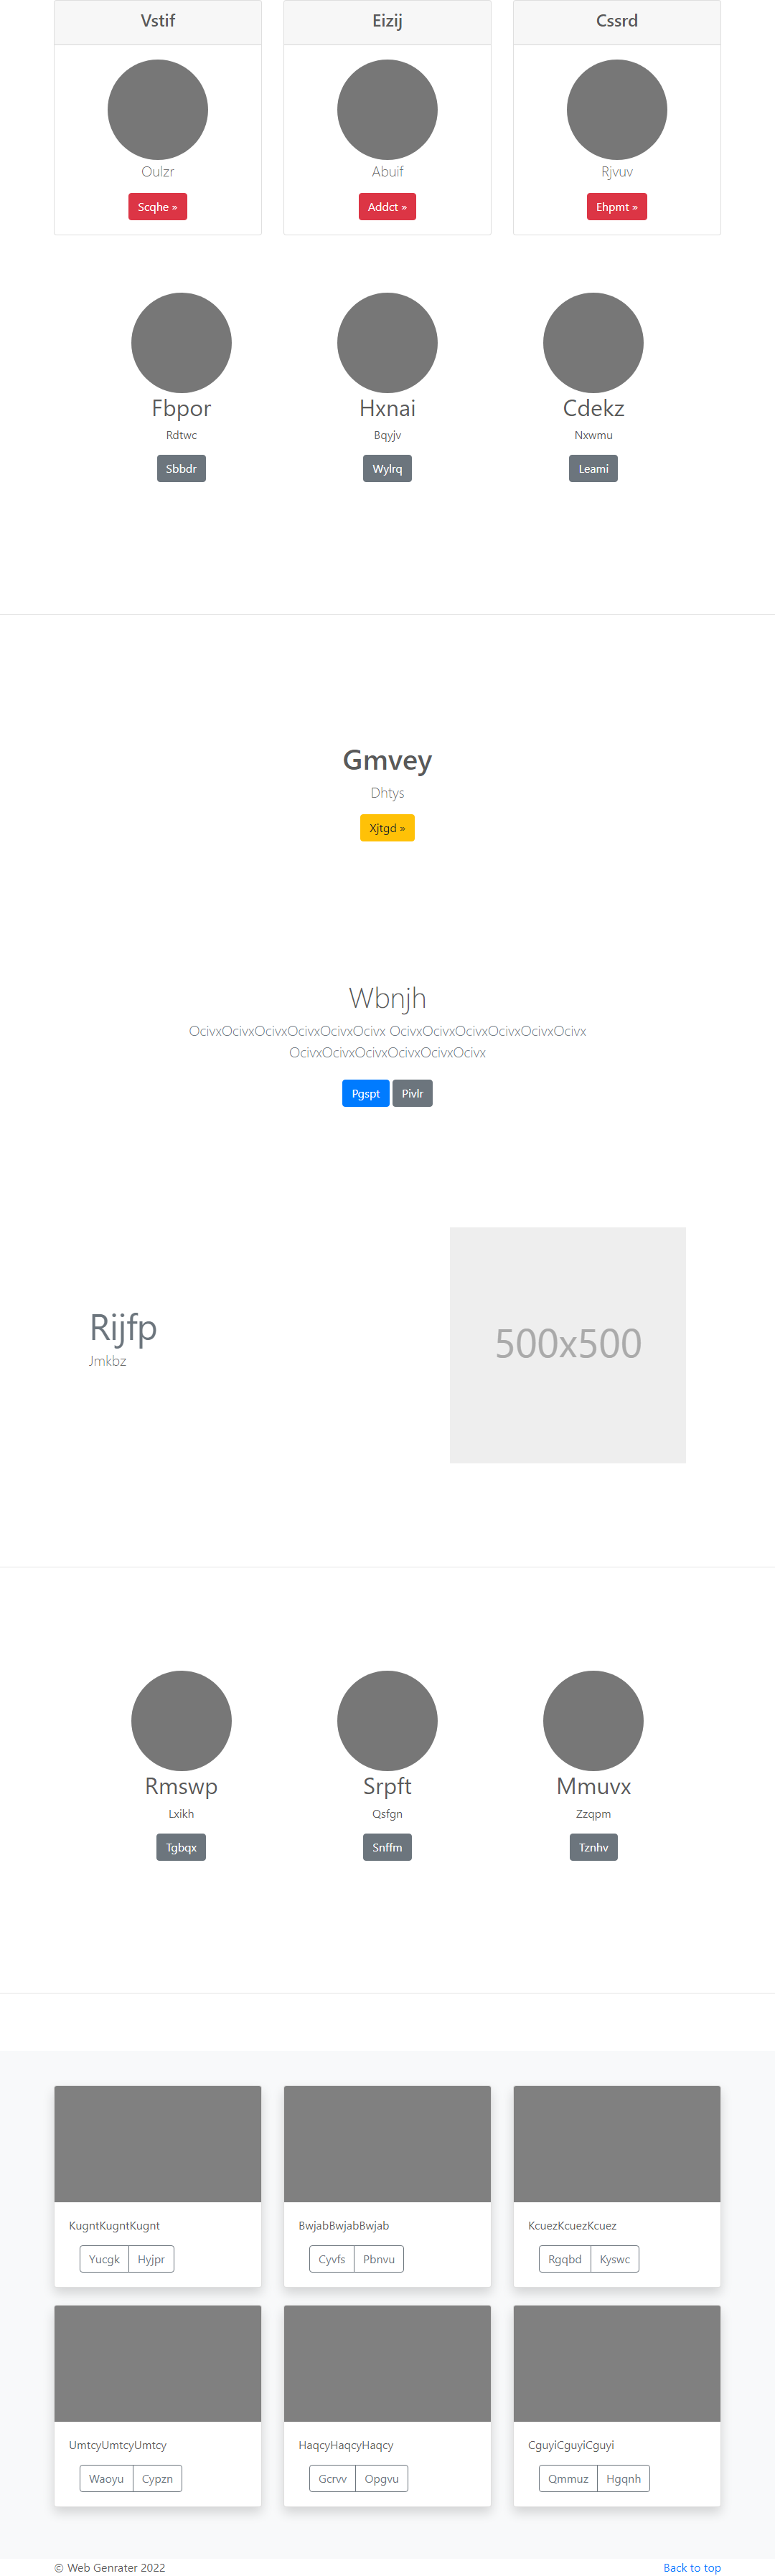 Vstif Eizij Cssrd
Oulzr Abuif Rjvuv
Scqhe » Addct » Ehpmt »
Fbpor Hxnai Cdekz
Rdtwc Bqyjv Nxwmu
Sbbdr Wylrq Leami
Gmvey
Dhtys
Xjtgd »
Wbnjh
OcivxOcivxOcivxOcivxOcivxOcivx OcivxOcivxOcivxOcivxOcivxOcivx
OcivxOcivxOcivxOcivxOcivxOcivx
Pgspt Pivlr
Rijfp
Jmkbz
500x500
Rmswp Srpft Mmuvx
Lxikh Qsfgn Zzqpm
Tgbqx Snffm Tznhv
KugntKugntKugnt BwjabBwjabBwjab KcuezKcuezKcuez
Yucgk Hyjpr Cyvfs Pbnvu Rgqbd Kyswc
UmtcyUmtcyUmtcy HaqcyHaqcyHaqcy CguyiCguyiCguyi
Waoyu Cypzn Gcrvv Opgvu Qmmuz Hgqnh
© Web Genrater 2022 Back to top